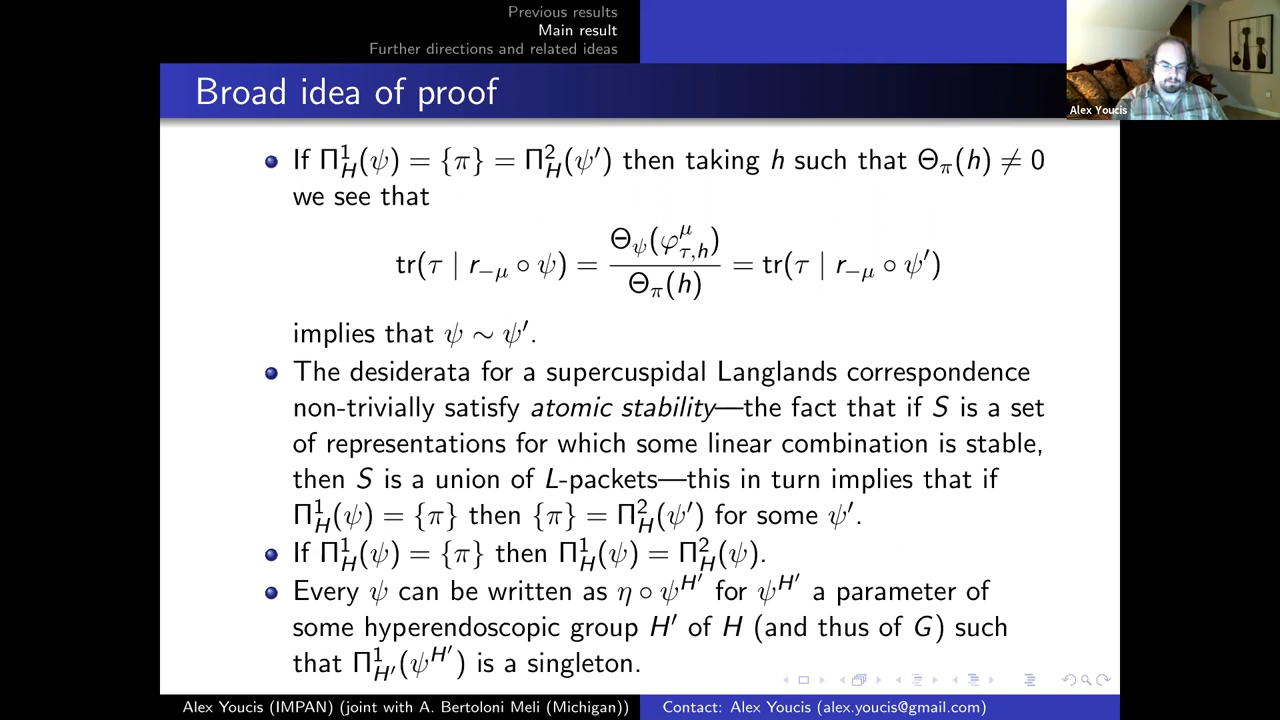 Previous results
Main result
Further directions and related ideas
Alex Youcis
Broad idea of proof
If Π¹_H(ψ) = {π} = Π²_H(ψ′) then taking h such that Θ_π(h) ≠ 0
we see that
tr(τ | r_{−μ} ∘ ψ) = Θ_ψ(φ^μ_{τ,h}) / Θ_π(h) = tr(τ | r_{−μ} ∘ ψ′)
implies that ψ ∼ ψ′.
The desiderata for a supercuspidal Langlands correspondence
non-trivially satisfy atomic stability—the fact that if S is a set
of representations for which some linear combination is stable,
then S is a union of L-packets—this in turn implies that if
Π¹_H(ψ) = {π} then {π} = Π²_H(ψ′) for some ψ′.
If Π¹_H(ψ) = {π} then Π¹_H(ψ) = Π²_H(ψ).
Every ψ can be written as η ∘ ψ^{H′} for ψ^{H′} a parameter of
some hyperendoscopic group H′ of H (and thus of G) such
that Π¹_{H′}(ψ^{H′}) is a singleton.
Alex Youcis (IMPAN) (joint with A. Bertoloni Meli (Michigan))
Contact: Alex Youcis (alex.youcis@gmail.com)